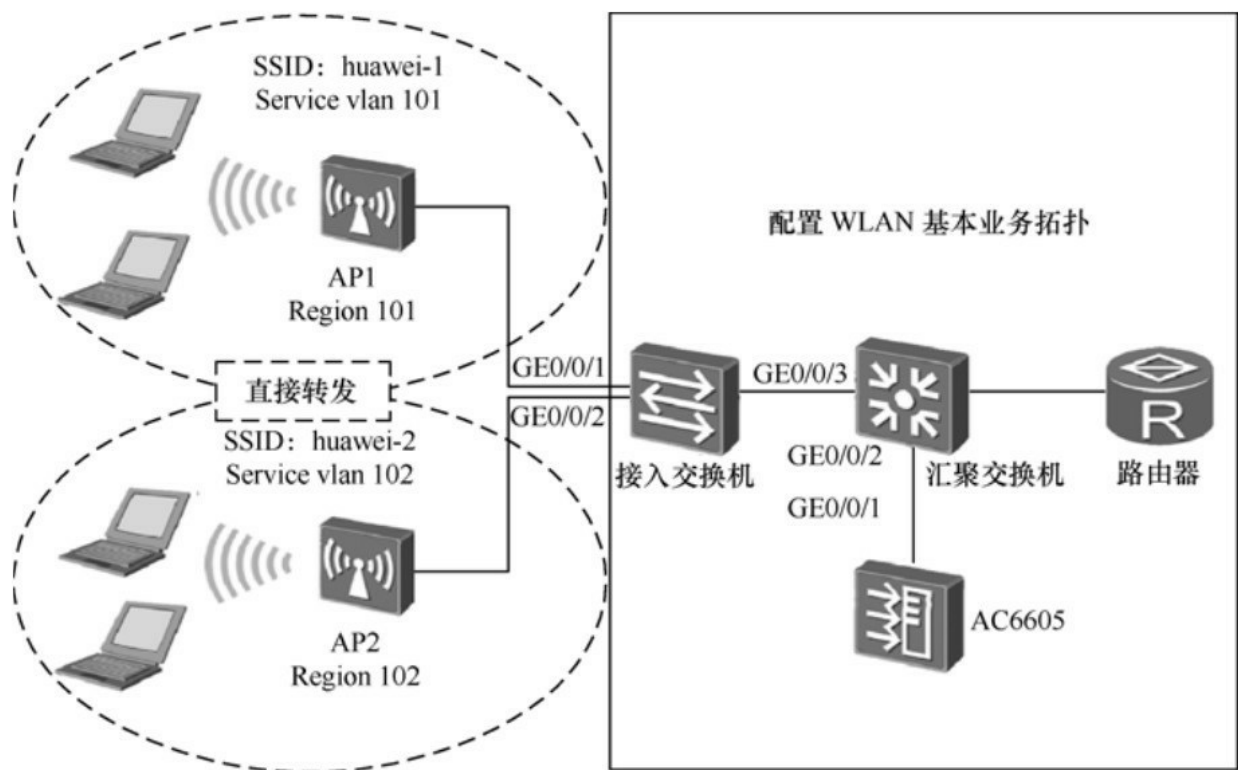 SSID：huawei-1
Service vlan 101
AP1
Region 101
直接转发
SSID：huawei-2
Service vlan 102
AP2
Region 102
配置 WLAN 基本业务拓扑
GE0/0/1
GE0/0/2
接入交换机
GE0/0/3
汇聚交换机
GE0/0/2
GE0/0/1
R
路由器
AC6605